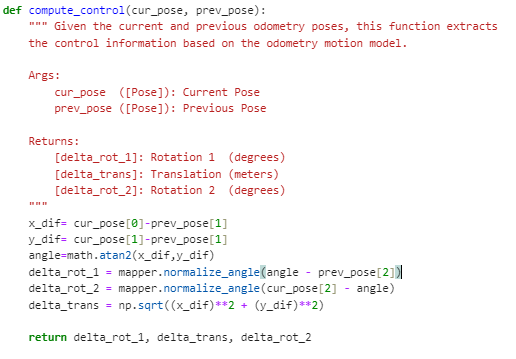 def compute_control(cur_pose, prev_pose):
    """ Given the current and previous odometry poses, this function extracts
    the control information based on the odometry motion model.

    Args:
        cur_pose  ([Pose]): Current Pose
        prev_pose ([Pose]): Previous Pose

    Returns:
        [delta_rot_1]: Rotation 1  (degrees)
        [delta_trans]: Translation (meters)
        [delta_rot_2]: Rotation 2  (degrees)
    """
    x_dif= cur_pose[0]-prev_pose[1]
    y_dif= cur_pose[1]-prev_pose[1]
    angle=math.atan2(x_dif,y_dif)
    delta_rot_1 = mapper.normalize_angle(angle - prev_pose[2])
    delta_rot_2 = mapper.normalize_angle(cur_pose[2] - angle)
    delta_trans = np.sqrt((x_dif)**2 + (y_dif)**2)

    return delta_rot_1, delta_trans, delta_rot_2